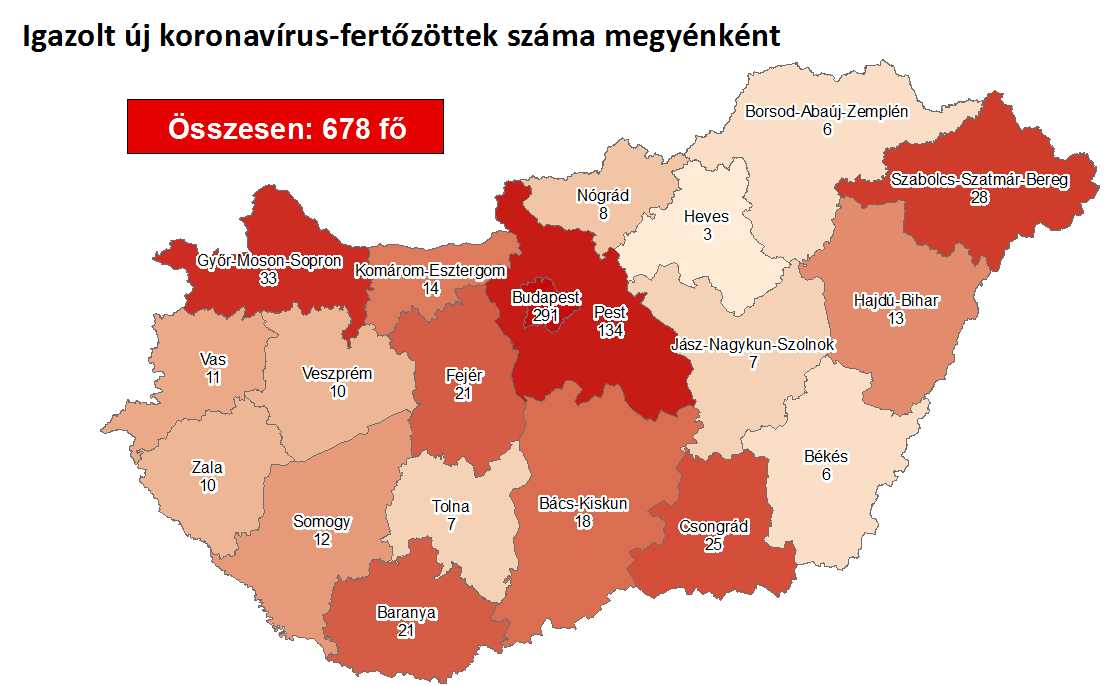 Igazolt új koronavírus-fertőzöttek száma megyénként
Összesen: 678 fő
Borsod-Abaúj-Zemplén
6
Szabolcs-Szatmár-Bereg
28
Nógrád
8
Heves
3
Győr-Moson-Sopron
33
Komárom-Esztergom
14
Budapest
291
Pest
134
Hajdú-Bihar
13
Jász-Nagykun-Szolnok
7
Vas
11
Veszprém
10
Fejér
21
Zala
10
Békés
6
Somogy
12
Tolna
7
Bács-Kiskun
18
Csongrád
25
Baranya
21